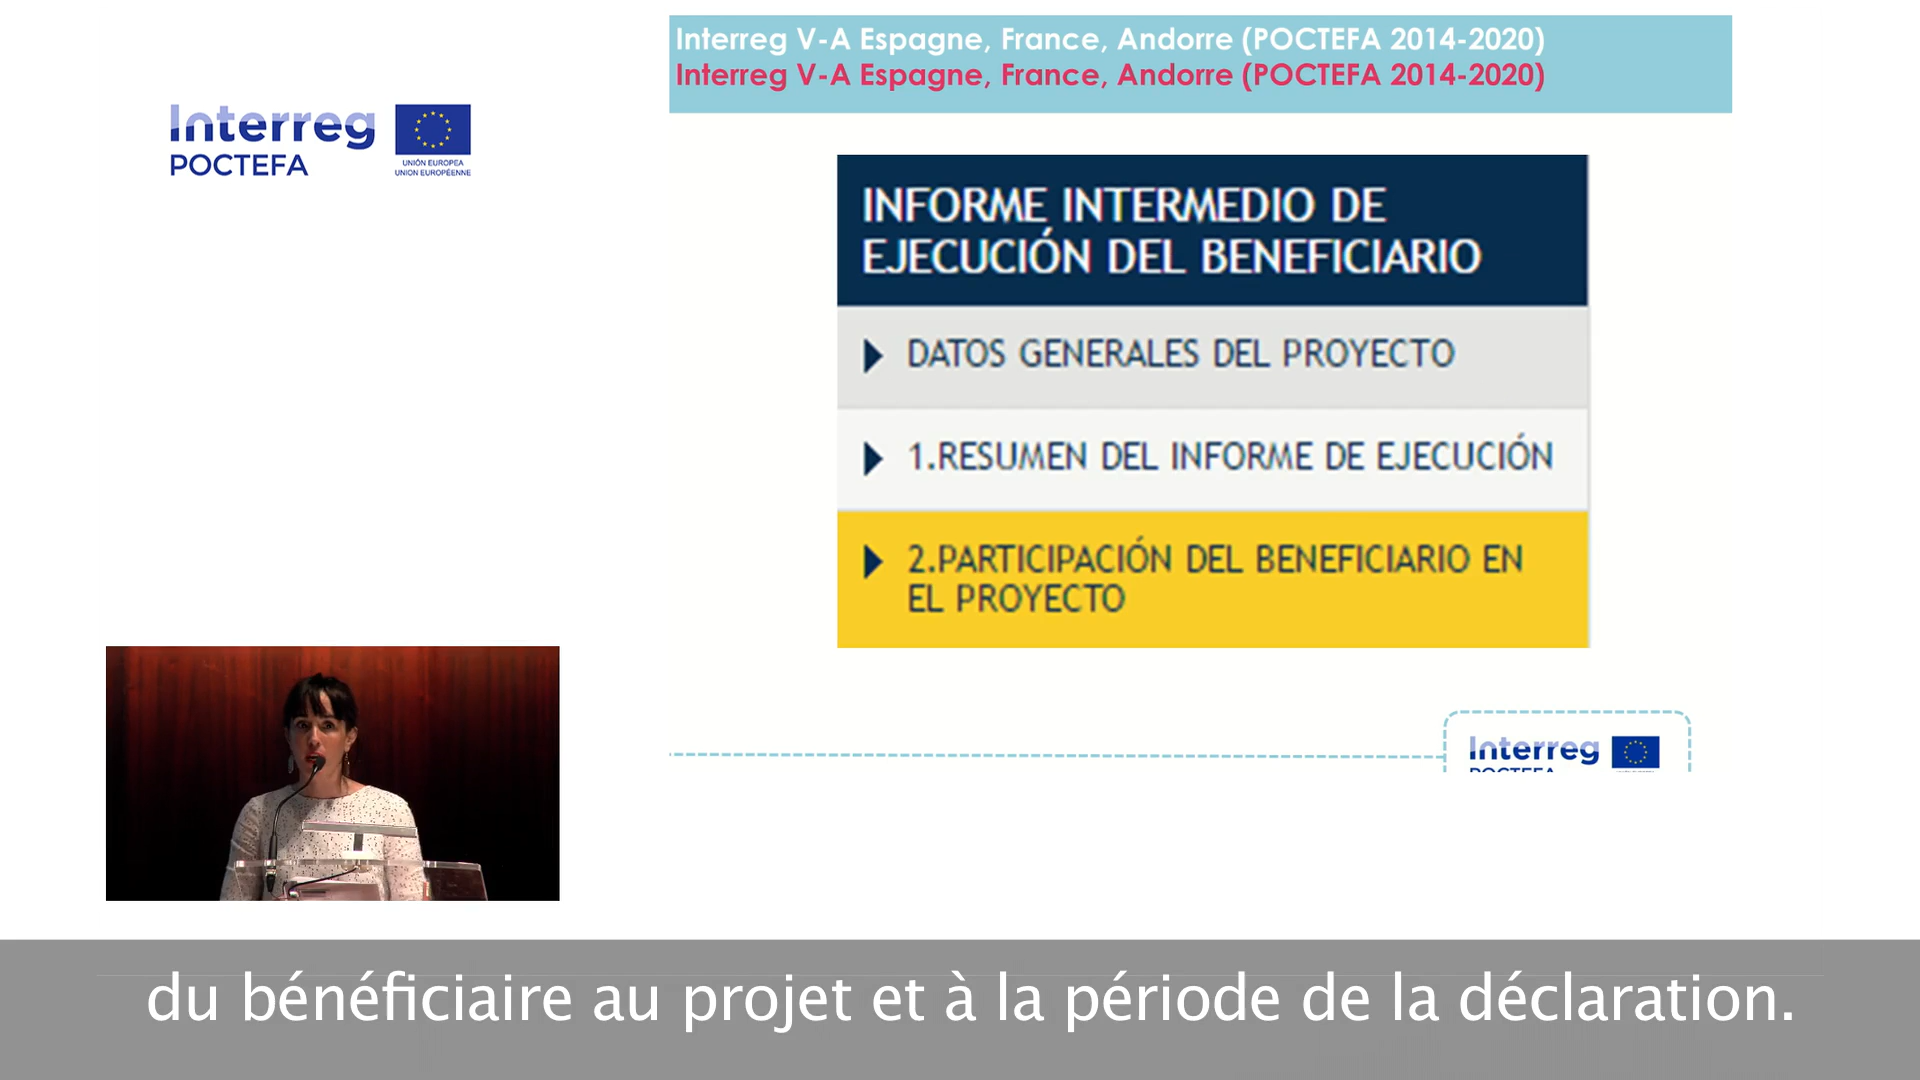 Interreg V-A Espagne, France, Andorre (POCTEFA 2014-2020)
Interreg V-A Espagne, France, Andorre (POCTEFA 2014-2020)
Interreg
POCTEFA
UNIÓN EUROPEA
UNION EUROPÉENNE
INFORME INTERMEDIO DE
EJECUCIÓN DEL BENEFICIARIO
DATOS GENERALES DEL PROYECTO
1.RESUMEN DEL INFORME DE EJECUCIÓN
2.PARTICIPACIÓN DEL BENEFICIARIO EN
EL PROYECTO
Interreg
POCTEFA
du bénéficiaire au projet et à la période de la déclaration.